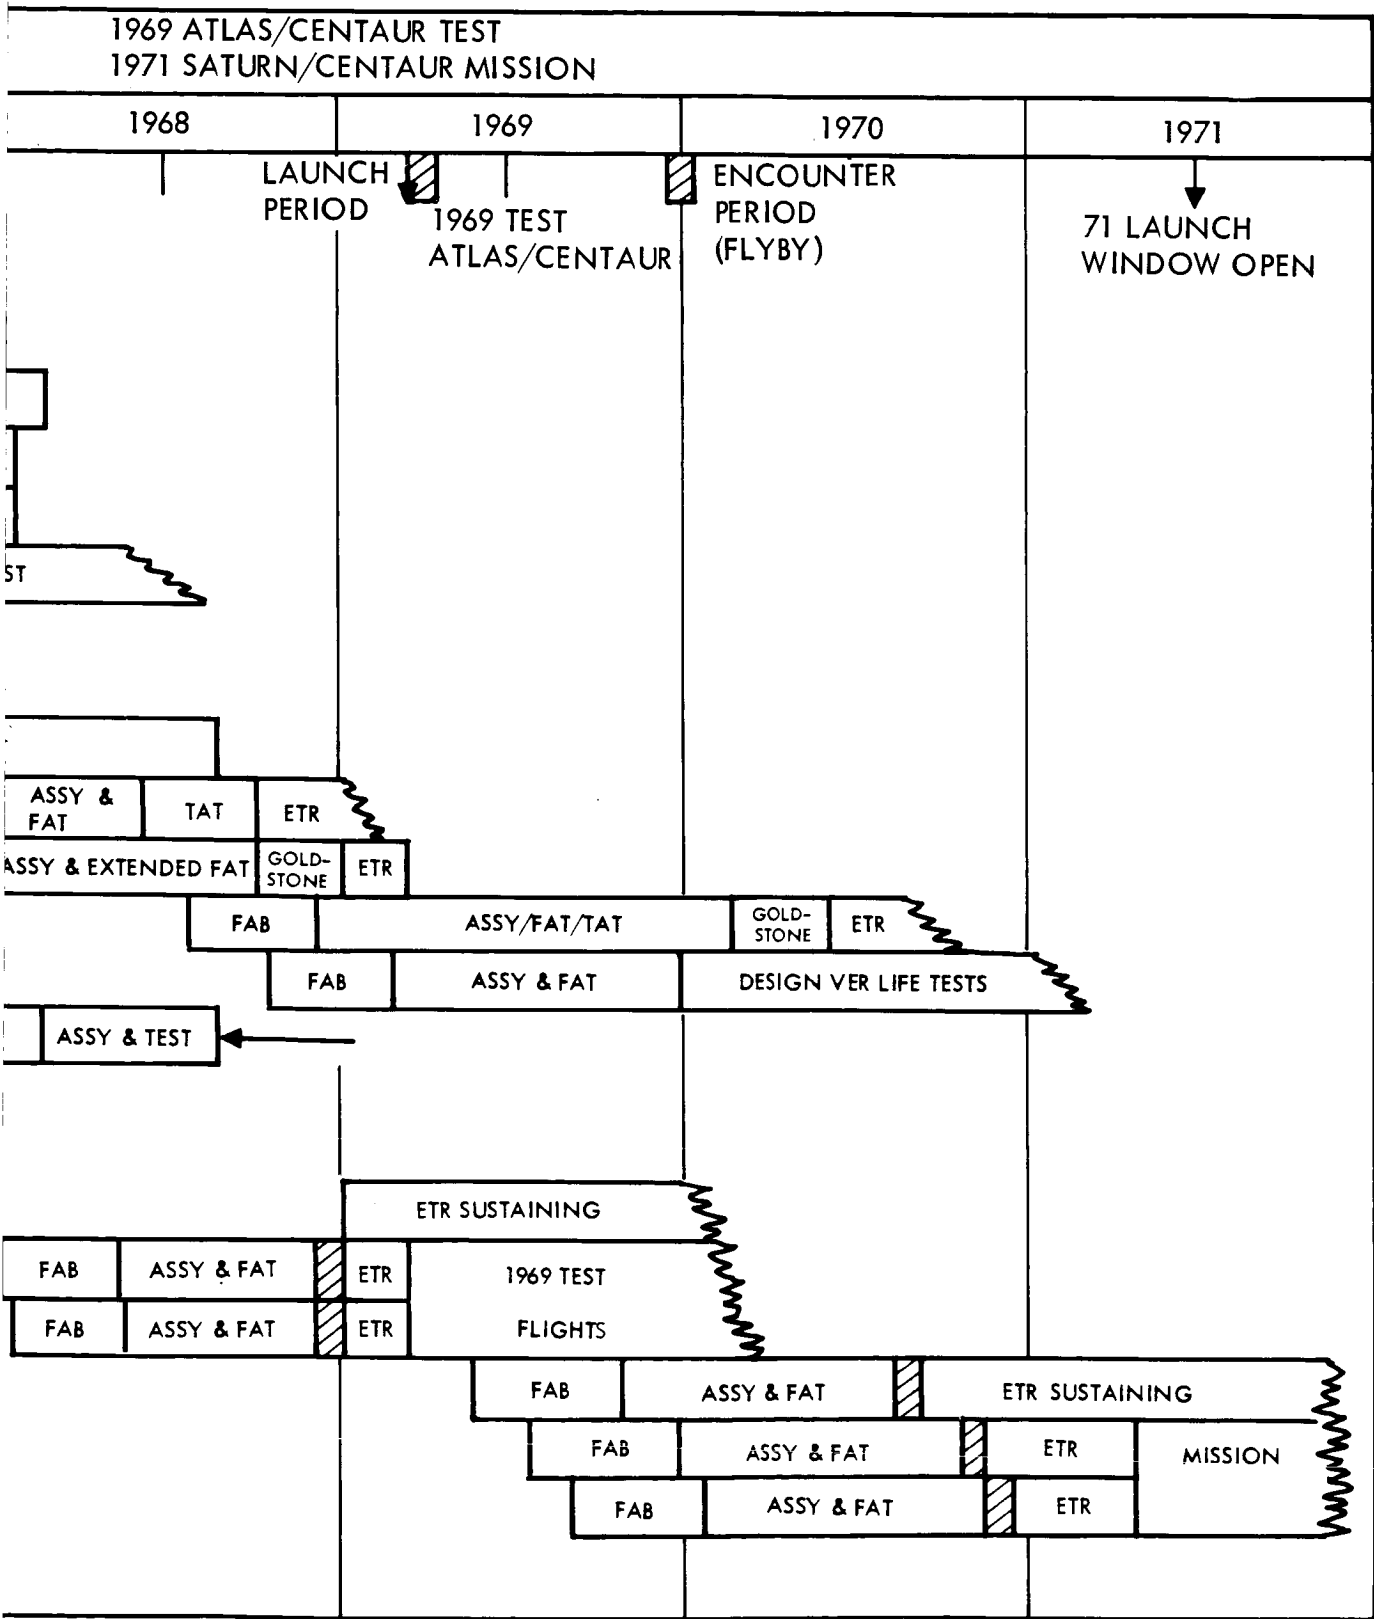 1969 ATLAS/CENTAUR TEST
1971 SATURN/CENTAUR MISSION
1968
1969
1970
1971
LAUNCH
PERIOD
1969 TEST
ATLAS/CENTAUR
ENCOUNTER
PERIOD
(FLYBY)
71 LAUNCH
WINDOW OPEN
ST
ASSY &
FAT
TAT
ETR
ASSY & EXTENDED FAT
GOLD-
STONE
ETR
FAB
ASSY/FAT/TAT
GOLD-
STONE
ETR
FAB
ASSY & FAT
DESIGN VER LIFE TESTS
ASSY & TEST
ETR SUSTAINING
FAB
ASSY & FAT
ETR
1969 TEST
FAB
ASSY & FAT
ETR
FLIGHTS
FAB
ASSY & FAT
ETR SUSTAINING
FAB
ASSY & FAT
ETR
MISSION
FAB
ASSY & FAT
ETR